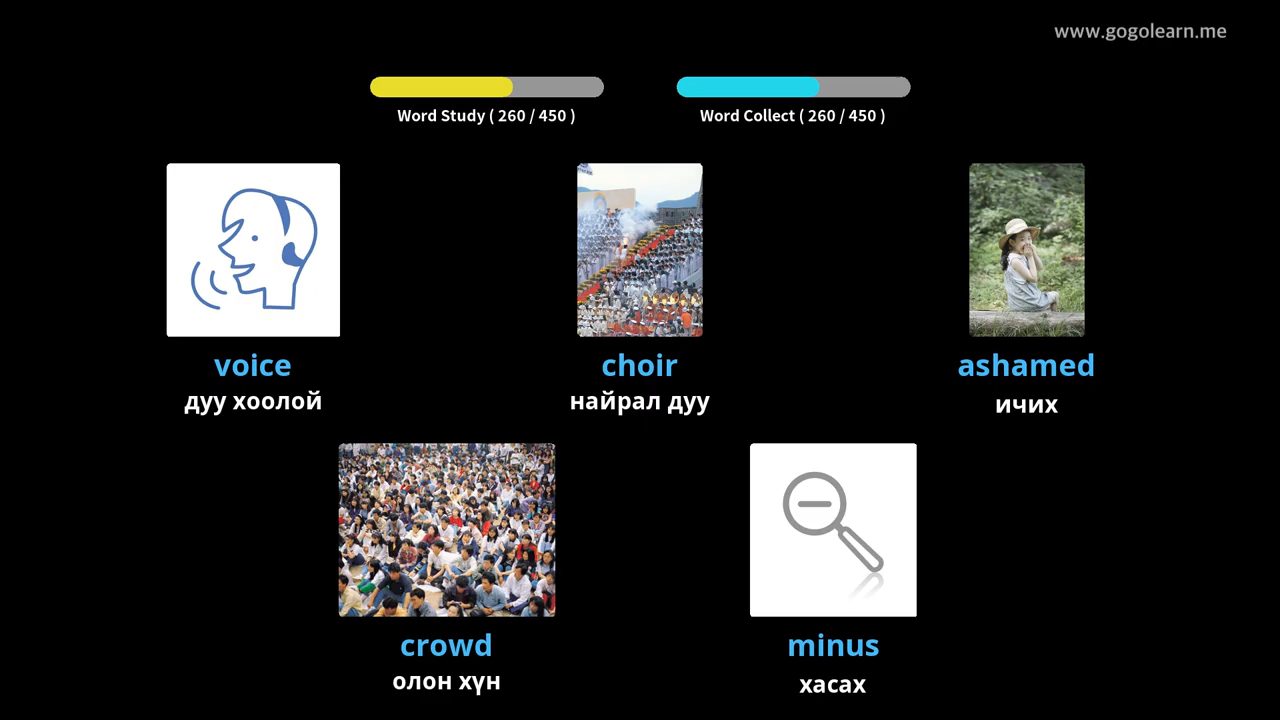 www.gogolearn.me
Word Study ( 260 / 450 )
Word Collect ( 260 / 450 )
voice
дуу хоолой
choir
найрал дуу
ashamed
ичих
crowd
олон хүн
minus
хасах